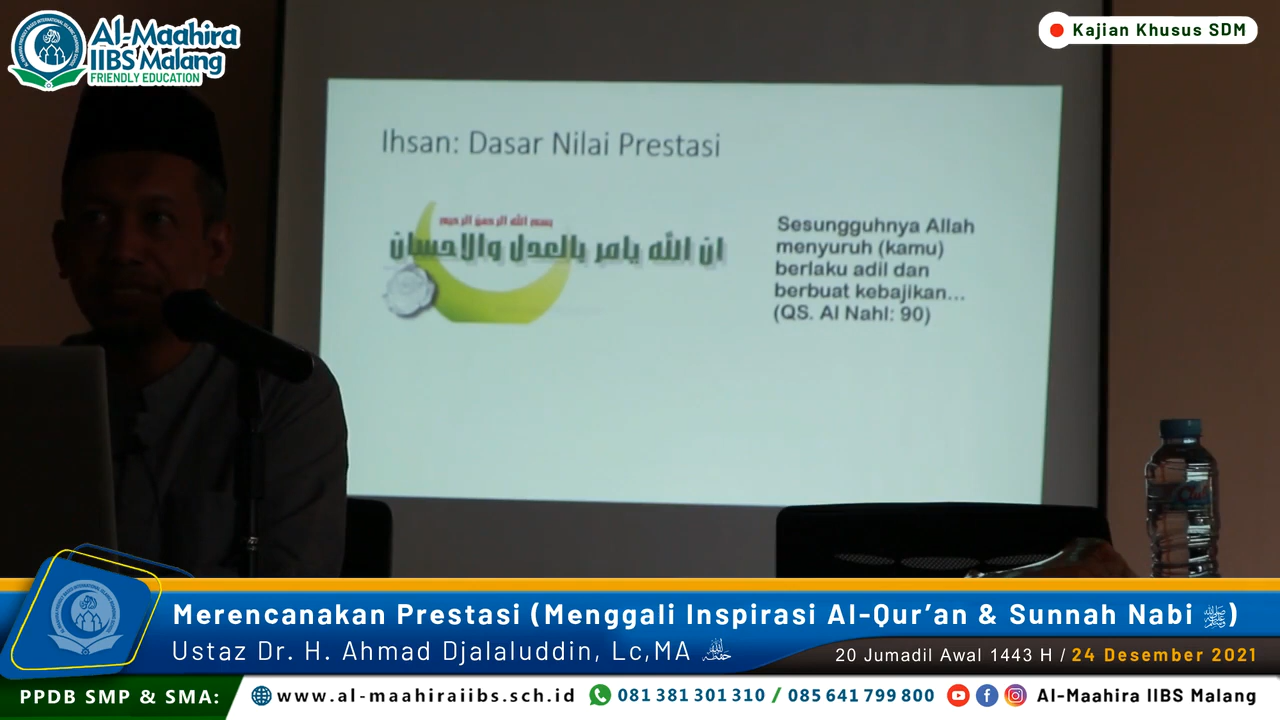 Al-Maahira
IIBS Malang
FRIENDLY EDUCATION
Kajian Khusus SDM
Ihsan: Dasar Nilai Prestasi
بسم الله الرحمن الرحيم
ان الله يامر بالعدل والاحسان
Sesungguhnya Allah
menyuruh (kamu)
berlaku adil dan
berbuat kebajikan...
(QS. Al Nahl: 90)
Merencanakan Prestasi (Menggali Inspirasi Al-Qur'an & Sunnah Nabi ﷺ)
Ustaz Dr. H. Ahmad Djalaluddin, Lc,MA
20 Jumadil Awal 1443 H / 24 Desember 2021
PPDB SMP & SMA:
www.al-maahiraiibs.sch.id
081 381 301 310 / 085 641 799 800
Al-Maahira IIBS Malang